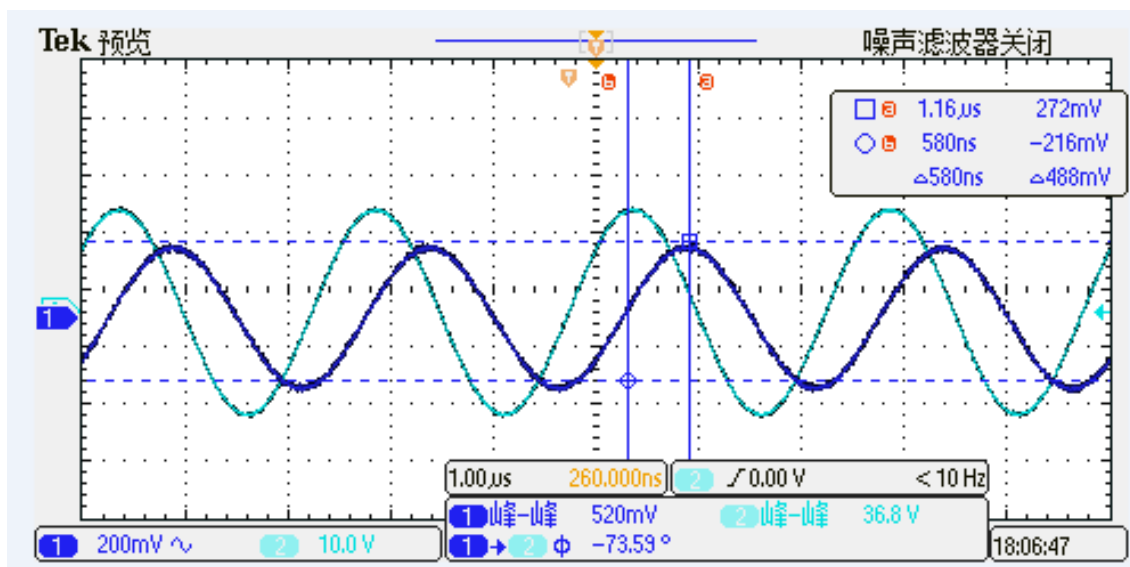 Tek 预览 噪声滤波器关闭
T
T b a
a 1.16µs 272mV
b 580ns −216mV
△580ns △488mV
1
1.00µs 260.000ns 2 0.00 V < 10 Hz
1 峰−峰 520mV 2 峰−峰 36.8 V
1 200mV 2 10.0 V 1 → 2 ϕ −73.59 ° 18:06:47